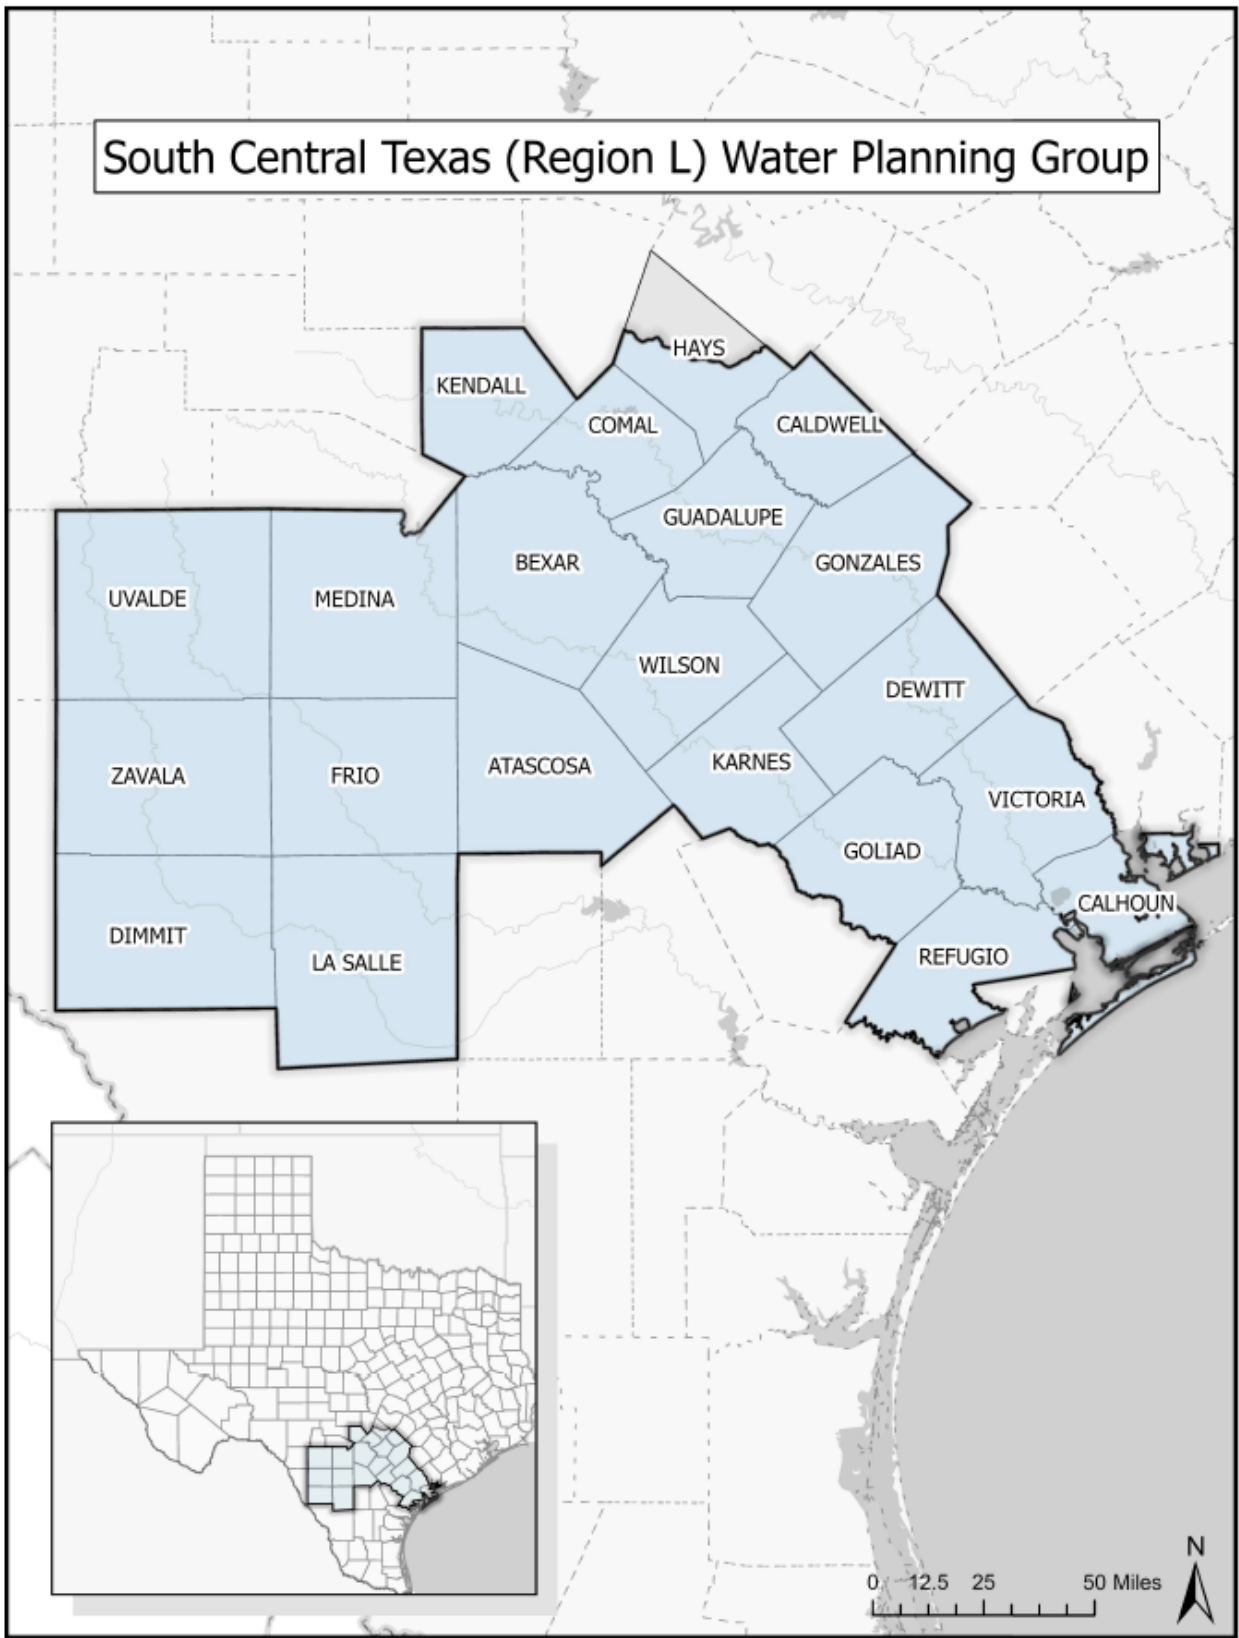 South Central Texas (Region L) Water Planning Group
HAYS
KENDALL
COMAL
CALDWELL
GUADALUPE
BEXAR
GONZALES
UVALDE
MEDINA
WILSON
DEWITT
ZAVALA
FRIO
ATASCOSA
KARNES
VICTORIA
GOLIAD
CALHOUN
DIMMIT
LA SALLE
REFUGIO
N
0 12.5 25 50 Miles